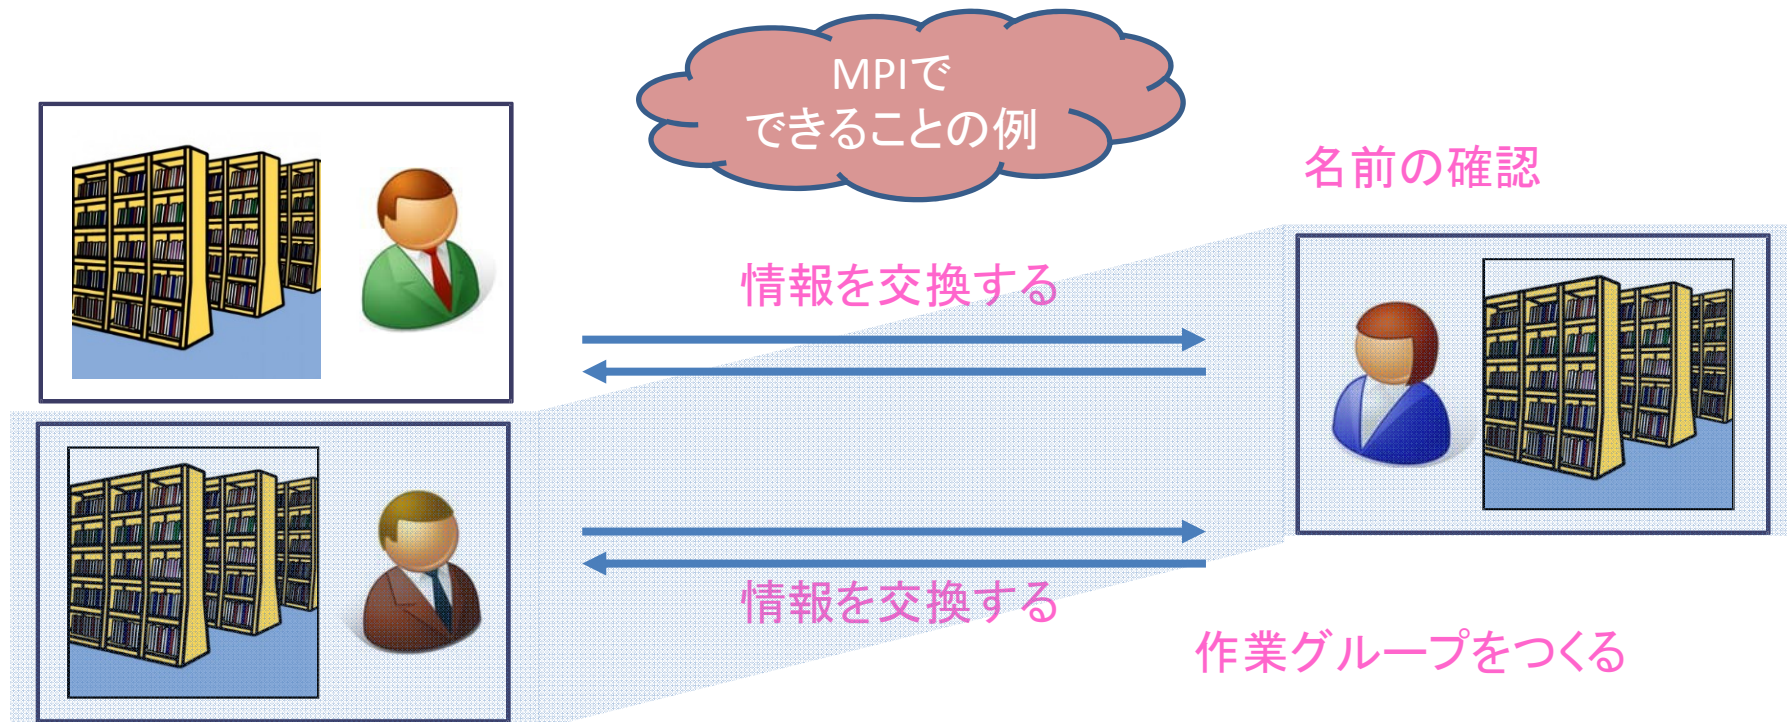 MPIで
できることの例
名前の確認
情報を交換する
情報を交換する
作業グループをつくる